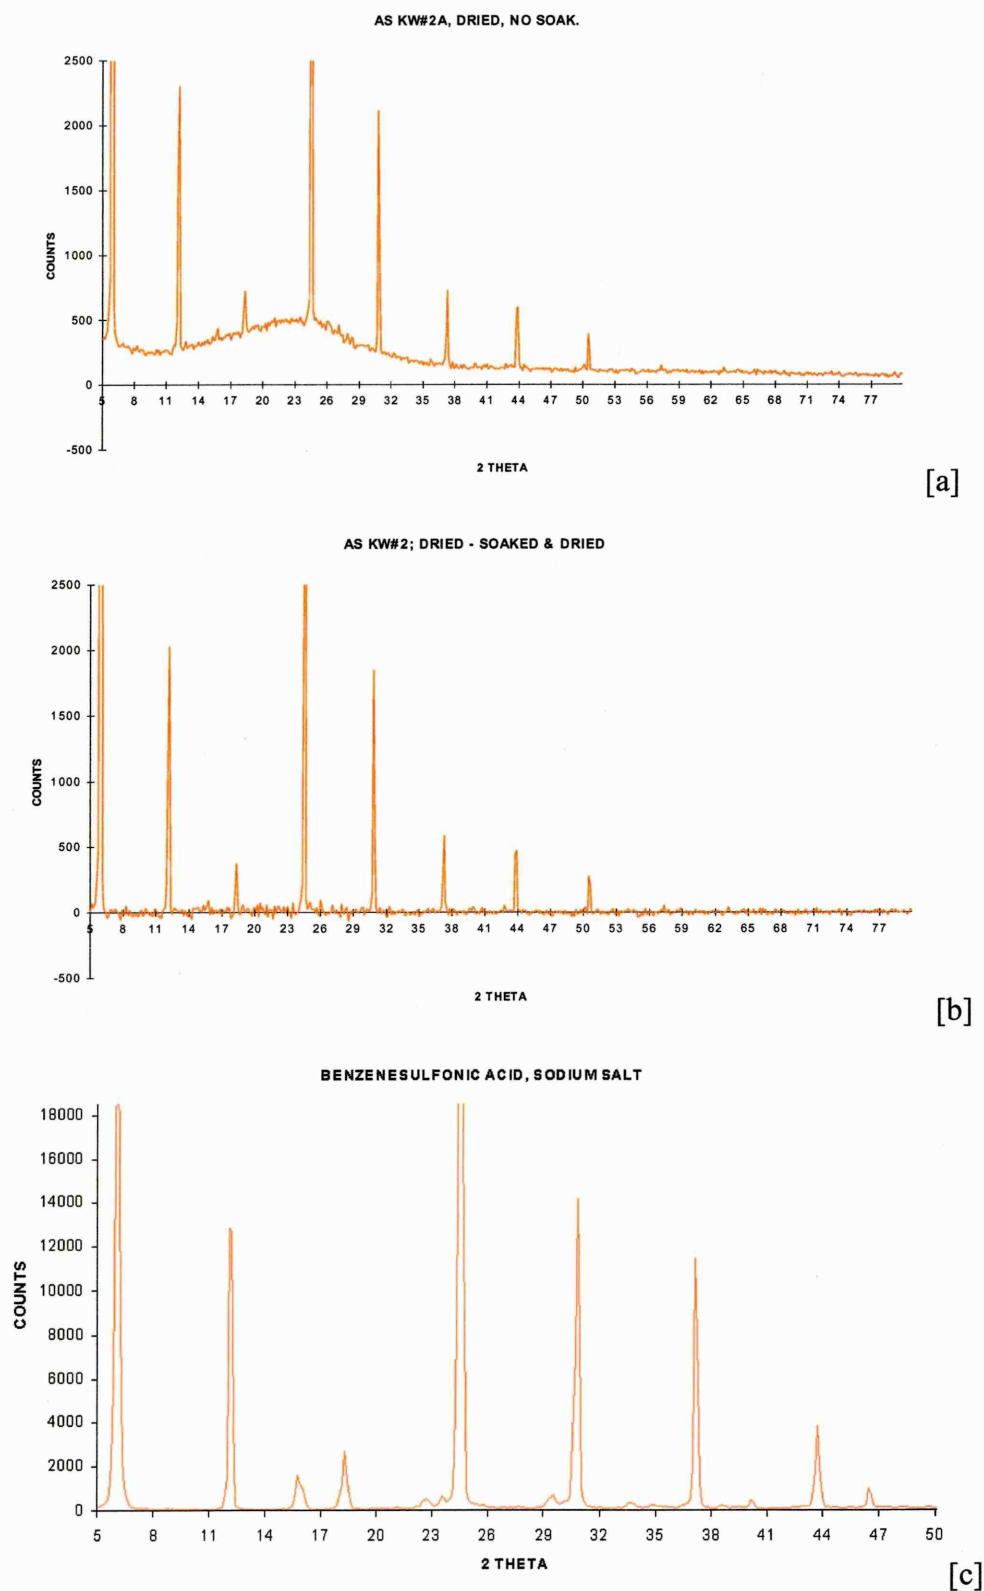 AS KW#2A, DRIED, NO SOAK.
2500
2000
1500
1000
500
0
-500
COUNTS
5 8 11 14 17 20 23 26 29 32 35 38 41 44 47 50 53 56 59 62 65 68 71 74 77
2 THETA
[a]
AS KW#2; DRIED - SOAKED & DRIED
2500
2000
1500
1000
500
0
-500
COUNTS
5 8 11 14 17 20 23 26 29 32 35 38 41 44 47 50 53 56 59 62 65 68 71 74 77
2 THETA
[b]
BENZENESULFONIC ACID, SODIUM SALT
18000
16000
14000
12000
10000
8000
6000
4000
2000
0
COUNTS
5 8 11 14 17 20 23 26 29 32 35 38 41 44 47 50
2 THETA
[c]